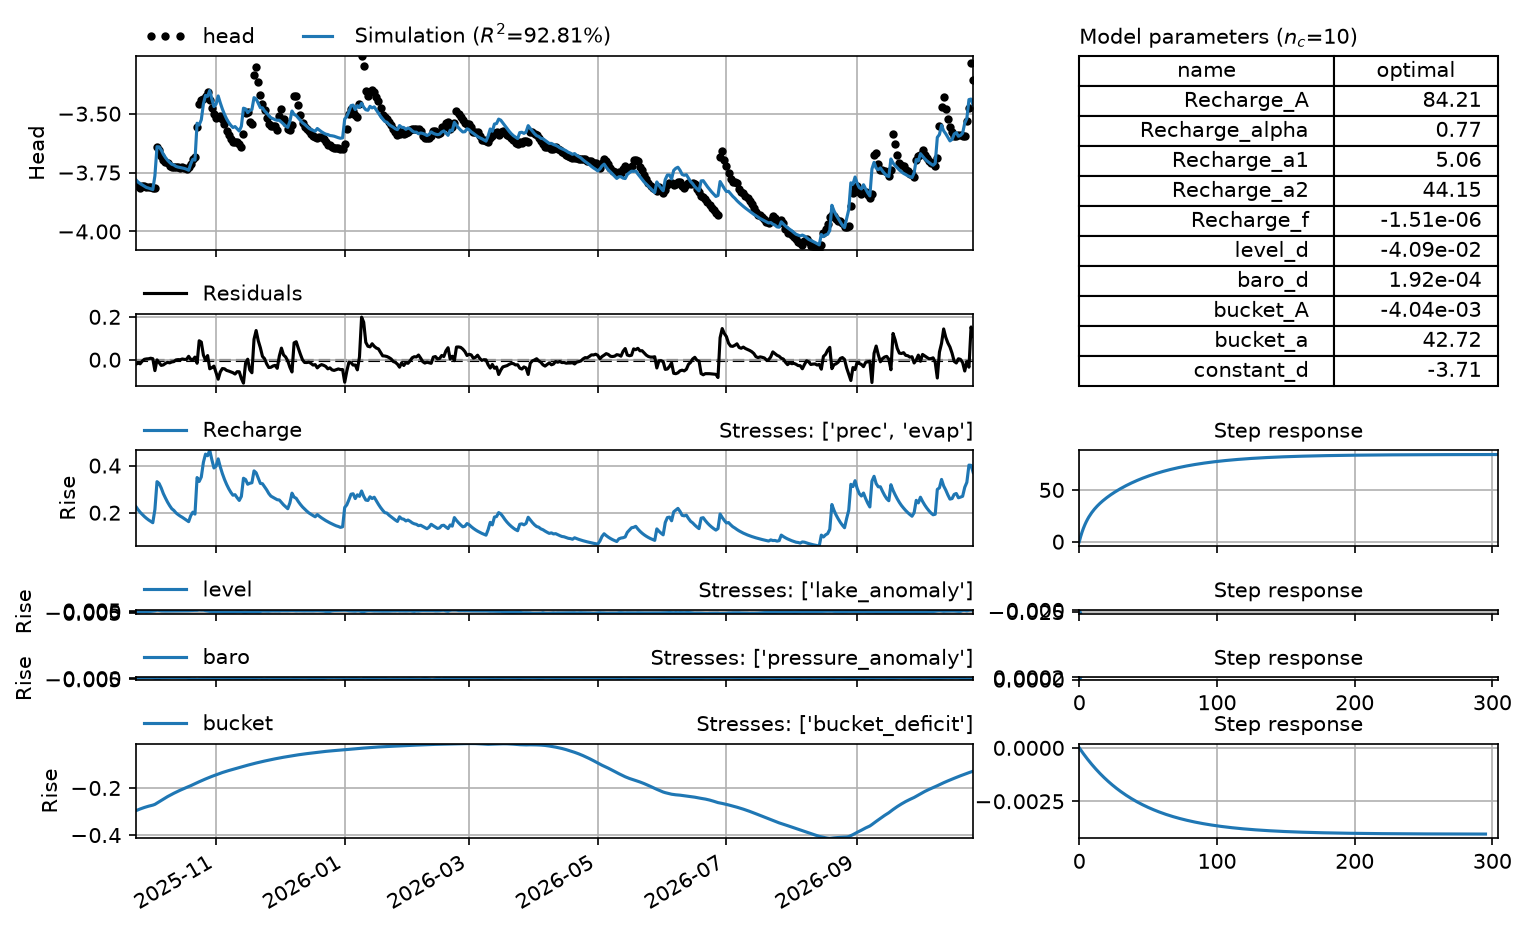 head
Simulation (R²=92.81%)
Model parameters (n_c=10)
Head
−3.50
−3.75
−4.00
name optimal
Recharge_A 84.21
Recharge_alpha 0.77
Recharge_a1 5.06
Recharge_a2 44.15
Recharge_f -1.51e-06
level_d -4.09e-02
baro_d 1.92e-04
bucket_A -4.04e-03
bucket_a 42.72
constant_d -3.71
Residuals
0.2
0.0
Recharge
Stresses: ['prec', 'evap']
Step response
Rise
0.4
0.2
50
0
level
Stresses: ['lake_anomaly']
Step response
Rise
baro
Stresses: ['pressure_anomaly']
Step response
Rise
0 100 200 300
bucket
Stresses: ['bucket_deficit']
Step response
Rise
−0.2
−0.4
0.0000
−0.0025
2025-11
2026-01
2026-03
2026-05
2026-07
2026-09
0 100 200 300